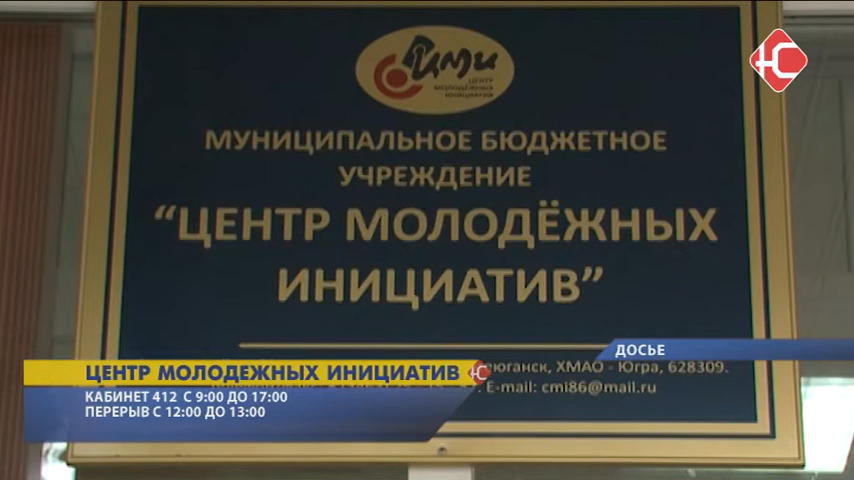 ЦМИ
ЦЕНТР
МОЛОДЁЖНЫХ
ИНИЦИАТИВ
Ю
МУНИЦИПАЛЬНОЕ БЮДЖЕТНОЕ
УЧРЕЖДЕНИЕ
“ЦЕНТР МОЛОДЁЖНЫХ
ИНИЦИАТИВ”
ДОСЬЕ
ХМАО - Югра, 628309.
E-mail: cmi86@mail.ru
ЦЕНТР МОЛОДЕЖНЫХ ИНИЦИАТИВ
КАБИНЕТ 412 С 9:00 ДО 17:00
ПЕРЕРЫВ С 12:00 ДО 13:00